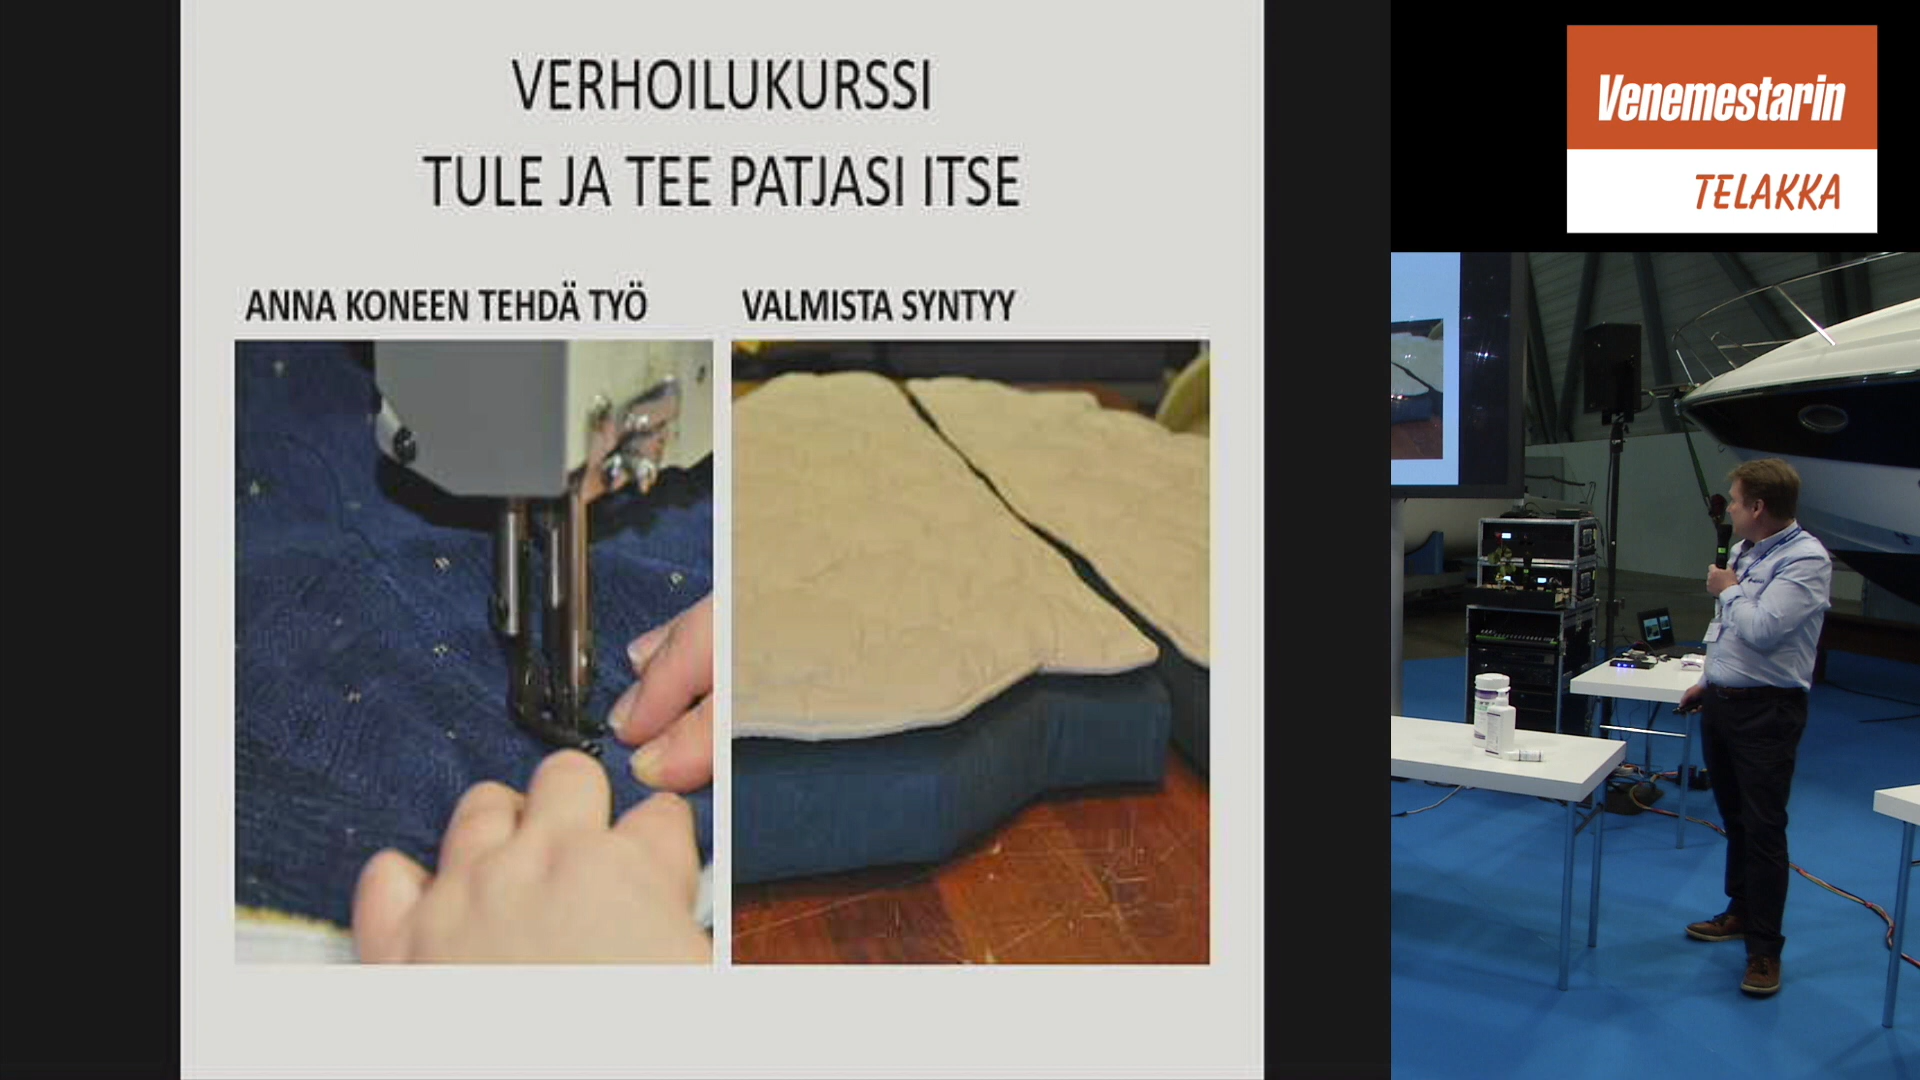 VERHOILUKURSSI
TULE JA TEE PATJASI ITSE
ANNA KONEEN TEHDÄ TYÖ
VALMISTA SYNTYY
Venemestarin
TELAKKA